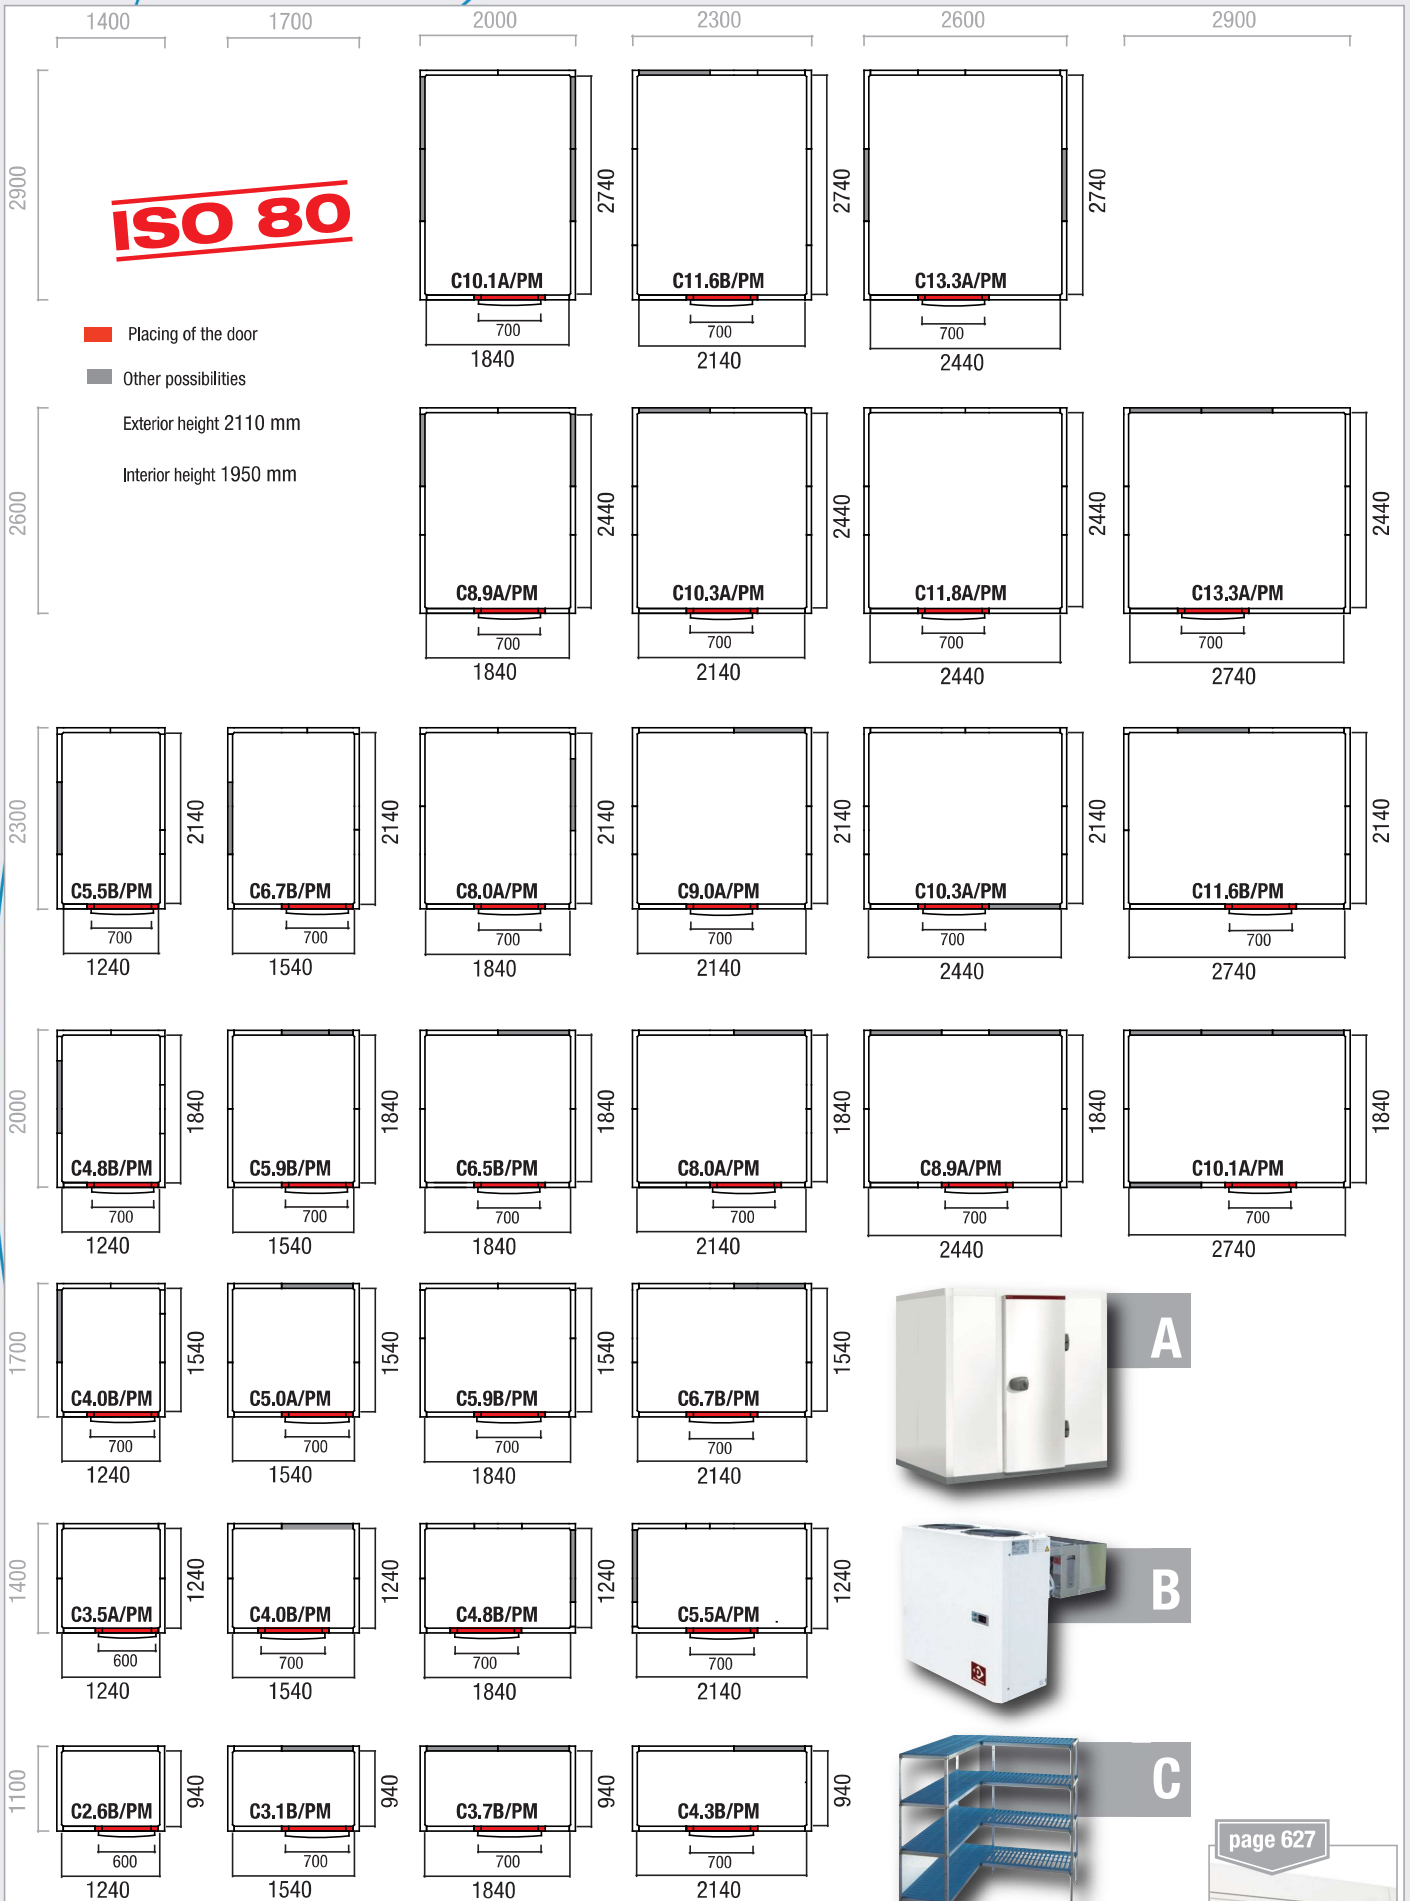 1400 1700 2000 2300 2600 2900
2900
ISO 80
Placing of the door
Other possibilities
Exterior height 2110 mm
Interior height 1950 mm
2740 2740 2740
C10.1A/PM C11.6B/PM C13.3A/PM
700 700 700
1840 2140 2440
2600
2440 2440 2440 2440
C8.9A/PM C10.3A/PM C11.8A/PM C13.3A/PM
700 700 700 700
1840 2140 2440 2740
2300
2140 2140 2140 2140 2140 2140
C5.5B/PM C6.7B/PM C8.0A/PM C9.0A/PM C10.3A/PM C11.6B/PM
700 700 700 700 700 700
1240 1540 1840 2140 2440 2740
2000
1840 1840 1840 1840 1840 1840
C4.8B/PM C5.9B/PM C6.5B/PM C8.0A/PM C8.9A/PM C10.1A/PM
700 700 700 700 700 700
1240 1540 1840 2140 2440 2740
1700
1540 1540 1540 1540
C4.0B/PM C5.0A/PM C5.9B/PM C6.7B/PM
700 700 700 700
1240 1540 1840 2140
A
1400
1240 1240 1240 1240
C3.5A/PM C4.0B/PM C4.8B/PM C5.5A/PM
600 700 700 700
1240 1540 1840 2140
B
1100
940 940 940 940
C2.6B/PM C3.1B/PM C3.7B/PM C4.3B/PM
600 700 700 700
1240 1540 1840 2140
C
page 627